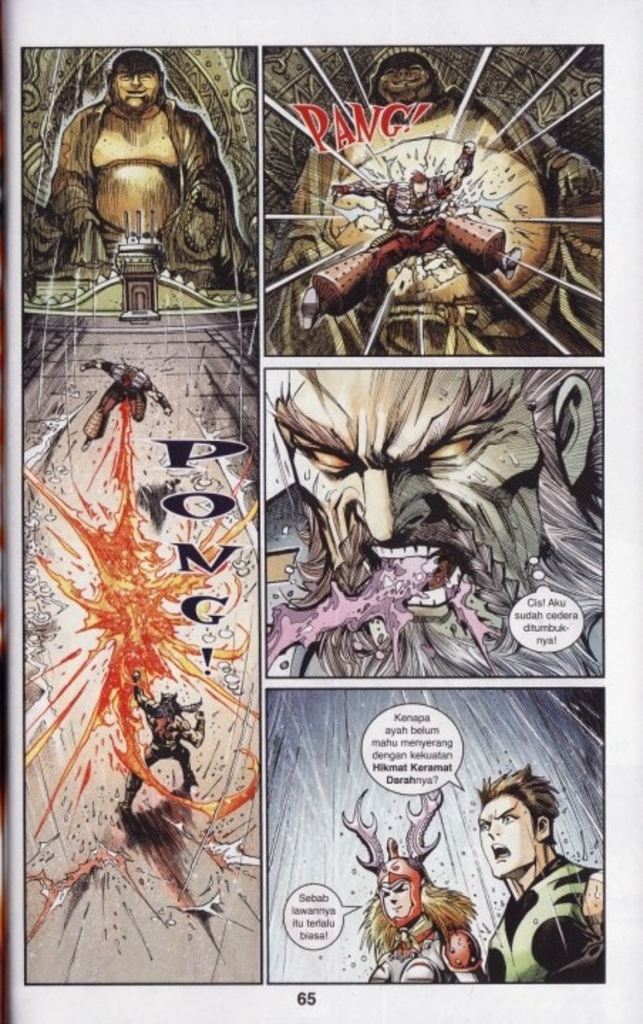 PONG!
PANG!
Cis! Aku
sudah cedera
ditumbuk-
nya!
Kenapa
ayah belum
mahu menyerang
dengan kekuatan
Hikmat Keramat
Darahnya?
Sebab
lawannya
itu terlalu
biasa!
65